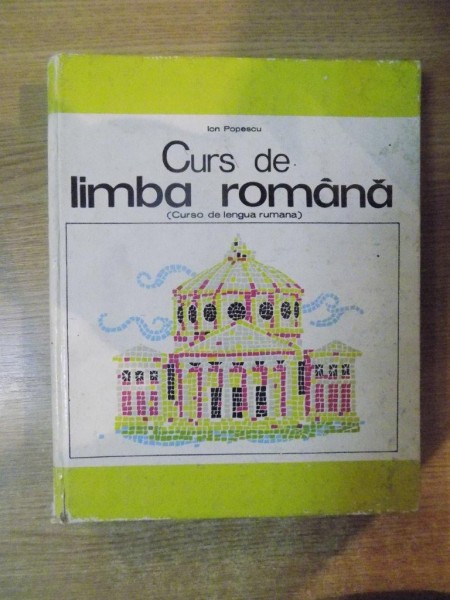 Ion Popescu
Curs de
limba română
(Curso de lengua rumana)